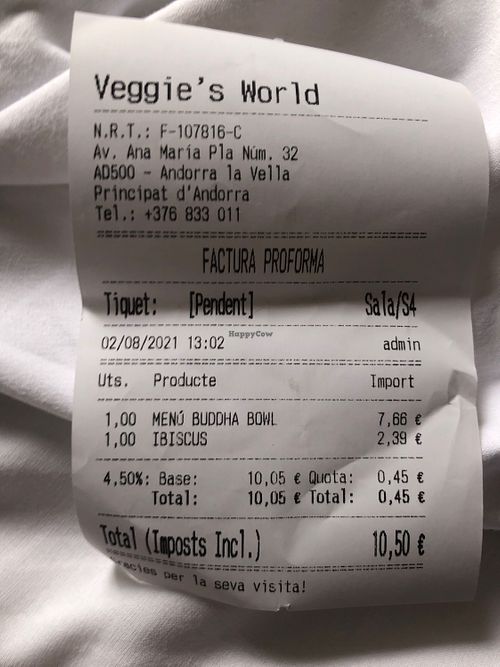 Veggie's World
N.R.T.: F-107816-C
Av. Ana María Pla Núm. 32
AD500 - Andorra la Vella
Principat d'Andorra
Tel.: +376 833 011
FACTURA PROFORMA
Tiquet: [Pendent] Sala/S4
HappyCow
02/08/2021 13:02 admin
Uts. Producte Import
1,00 MENÚ BUDDHA BOWL 7,66 €
1,00 IBISCUS 2,39 €
4,50%: Base: 10,05 € Quota: 0,45 €
Total: 10,05 € Total: 0,45 €
Total (Imposts Incl.) 10,50 €
Gracies per la seva visita!